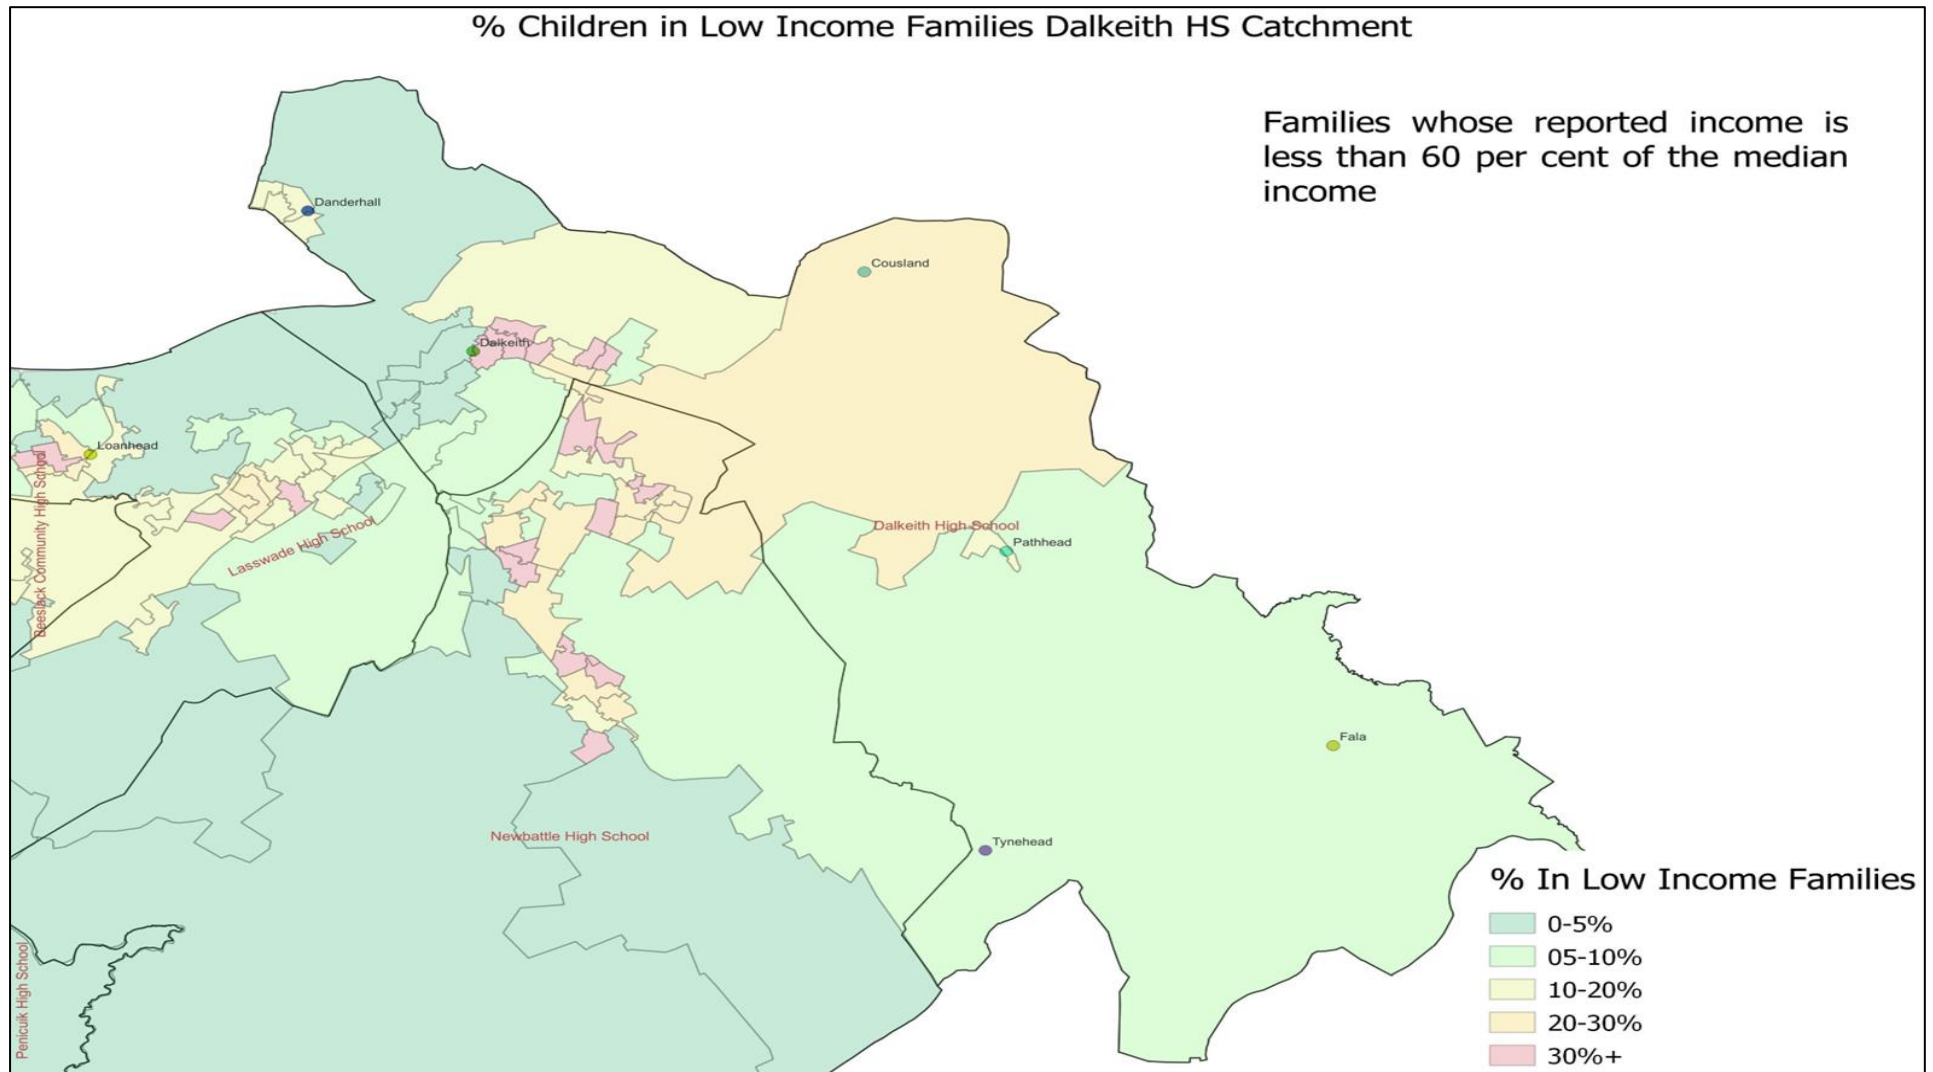 % Children in Low Income Families Dalkeith HS Catchment
Families whose reported income is
less than 60 per cent of the median
income
Danderhall
Cousland
Dalkeith
Loanhead
Beeslack Community High School
Lasswade High School
Dalkeith High School
Pathhead
Fala
Newbattle High School
Tynehead
Penicuik High School
% In Low Income Families
0-5%
05-10%
10-20%
20-30%
30%+